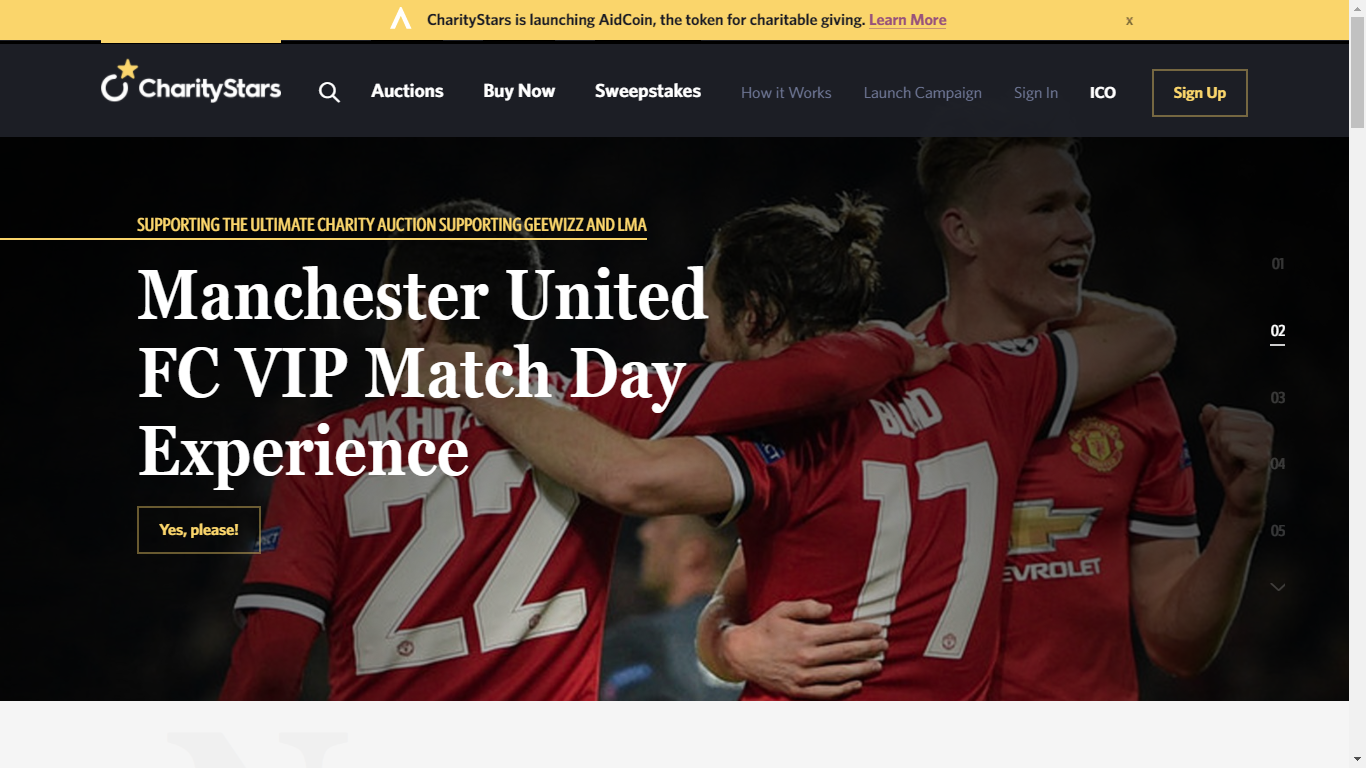 CharityStars is launching AidCoin, the token for charitable giving. Learn More x
CharityStars Auctions Buy Now Sweepstakes How it Works Launch Campaign Sign In ICO Sign Up
SUPPORTING THE ULTIMATE CHARITY AUCTION SUPPORTING GEEWIZZ AND LMA
Manchester United
FC VIP Match Day
Experience
Yes, please!
01
02
03
04
05
MKHIT
22
17
CHEVROLET
N